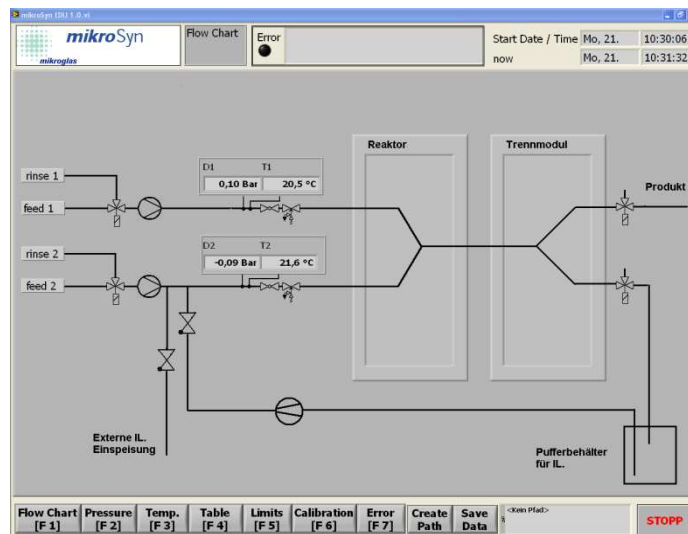 mikroSyn IDU 1.0.vi
mikroSyn
mikroglas
Flow Chart
Error
Start Date / Time Mo, 21. 10:30:06
now Mo, 21. 10:31:32
Reaktor
Trennmodul
D1 T1
0,10 Bar 20,5 °C
rinse 1
feed 1
Produkt
D2 T2
-0,09 Bar 21,6 °C
rinse 2
feed 2
Externe IL.
Einspeisung
Pufferbehälter
für IL.
Flow Chart Pressure Temp. Table Limits Calibration Error Create Save
[F 1] [F 2] [F 3] [F 4] [F 5] [F 6] [F 7] Path Data
<Kein Pfad>
STOPP